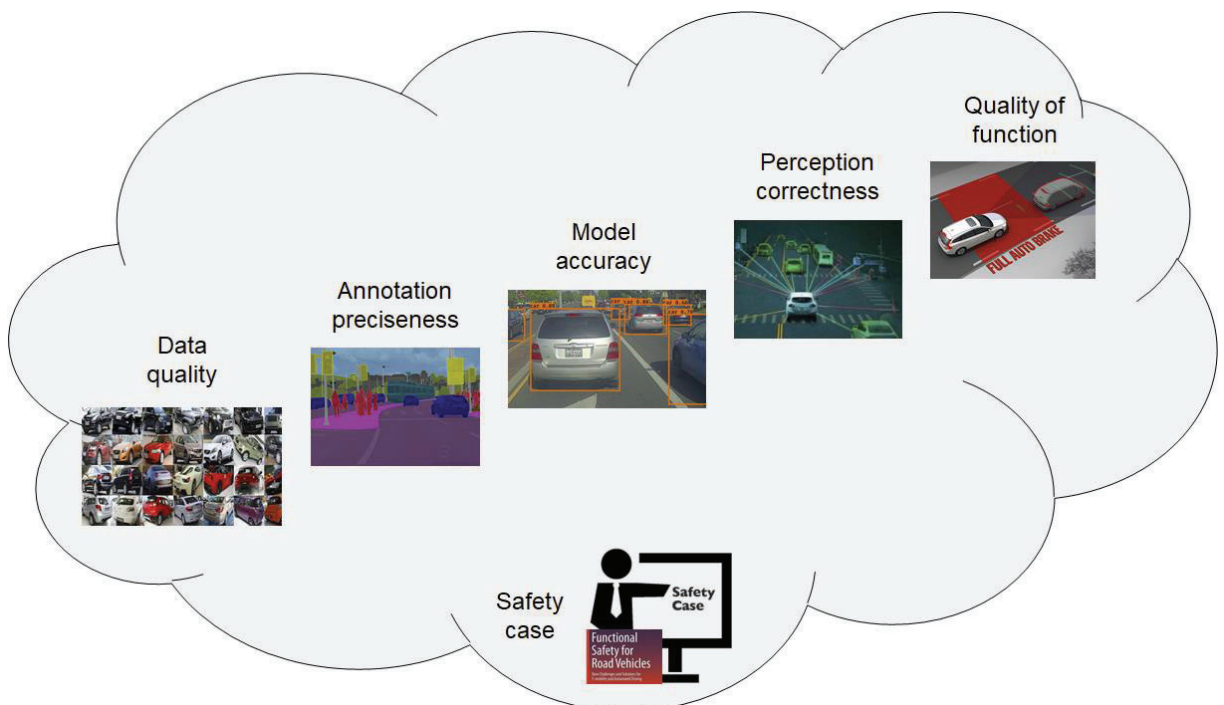 Quality of
function
Perception
correctness
FULL AUTO BRAKE
Model
accuracy
Annotation
preciseness
Data
quality
Safety
case
Safety
Case
Functional
Safety for
Road Vehicles